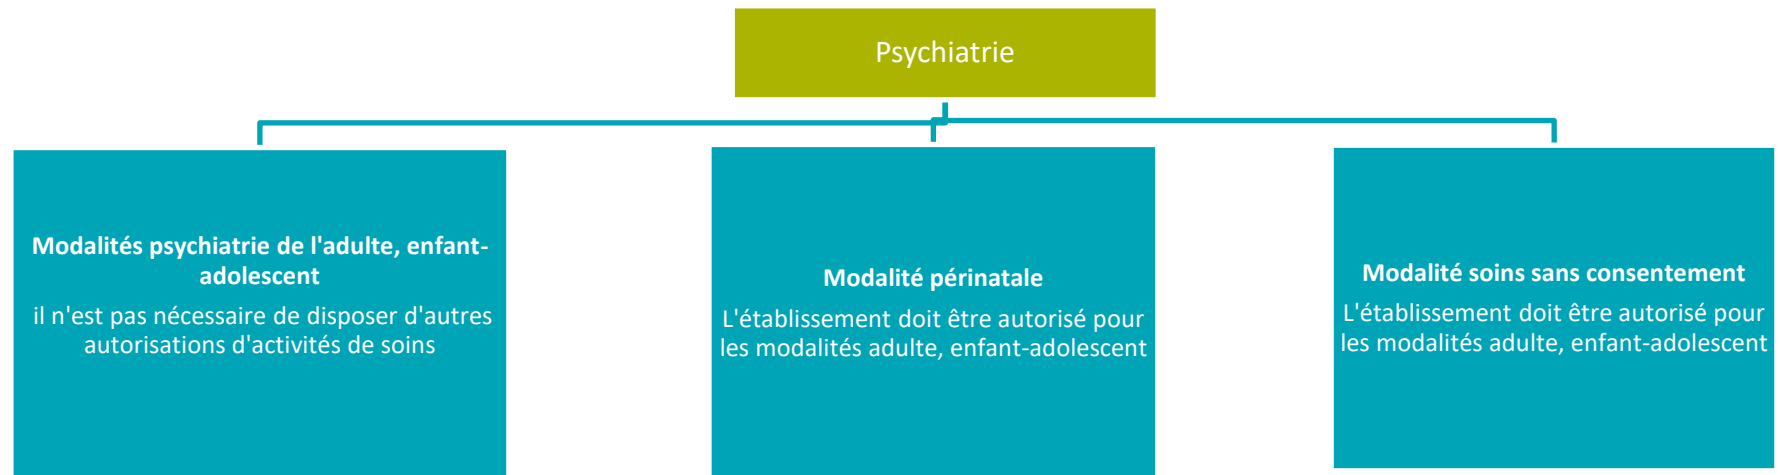 Psychiatrie
Modalités psychiatrie de l'adulte, enfant-
adolescent
il n'est pas nécessaire de disposer d'autres
autorisations d'activités de soins
Modalité périnatale
L'établissement doit être autorisé pour
les modalités adulte, enfant-adolescent
Modalité soins sans consentement
L'établissement doit être autorisé pour
les modalités adulte, enfant-adolescent